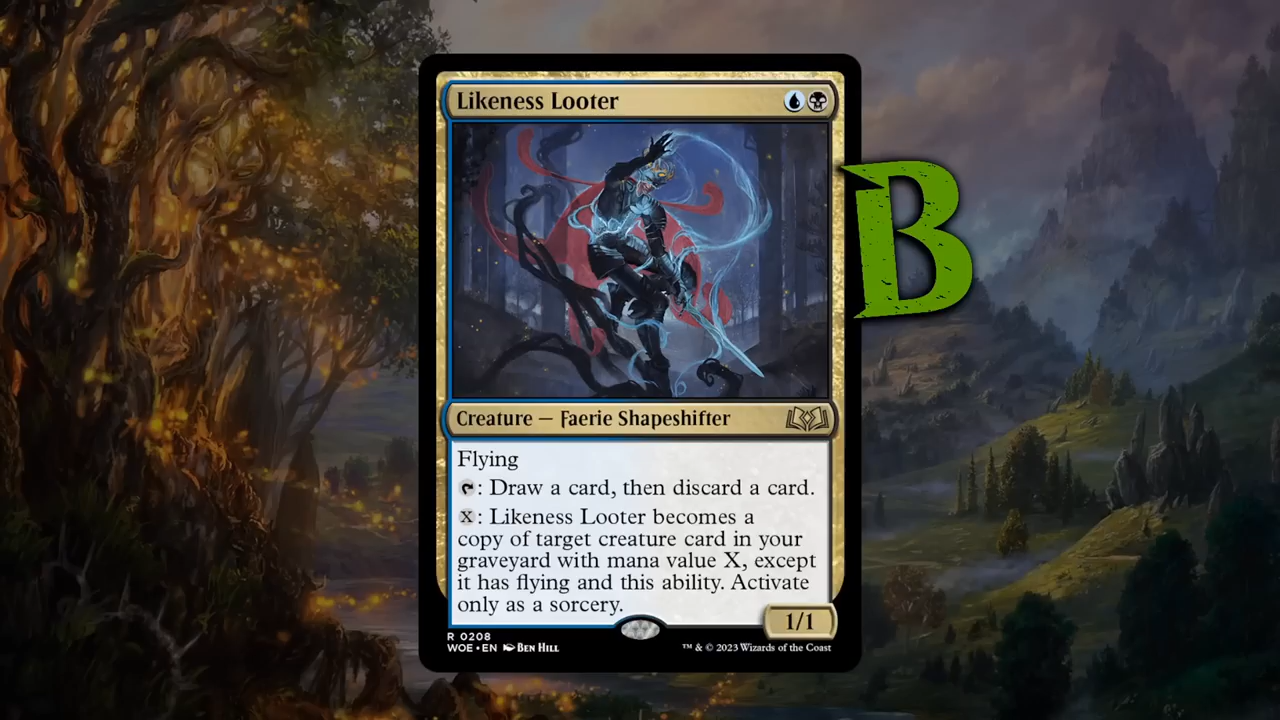 Likeness Looter
B
Creature — Faerie Shapeshifter
Flying
: Draw a card, then discard a card.
X: Likeness Looter becomes a
copy of target creature card in your
graveyard with mana value X, except
it has flying and this ability. Activate
only as a sorcery.
1/1
R 0208
WOE • EN Ben Hill
™ & © 2023 Wizards of the Coast